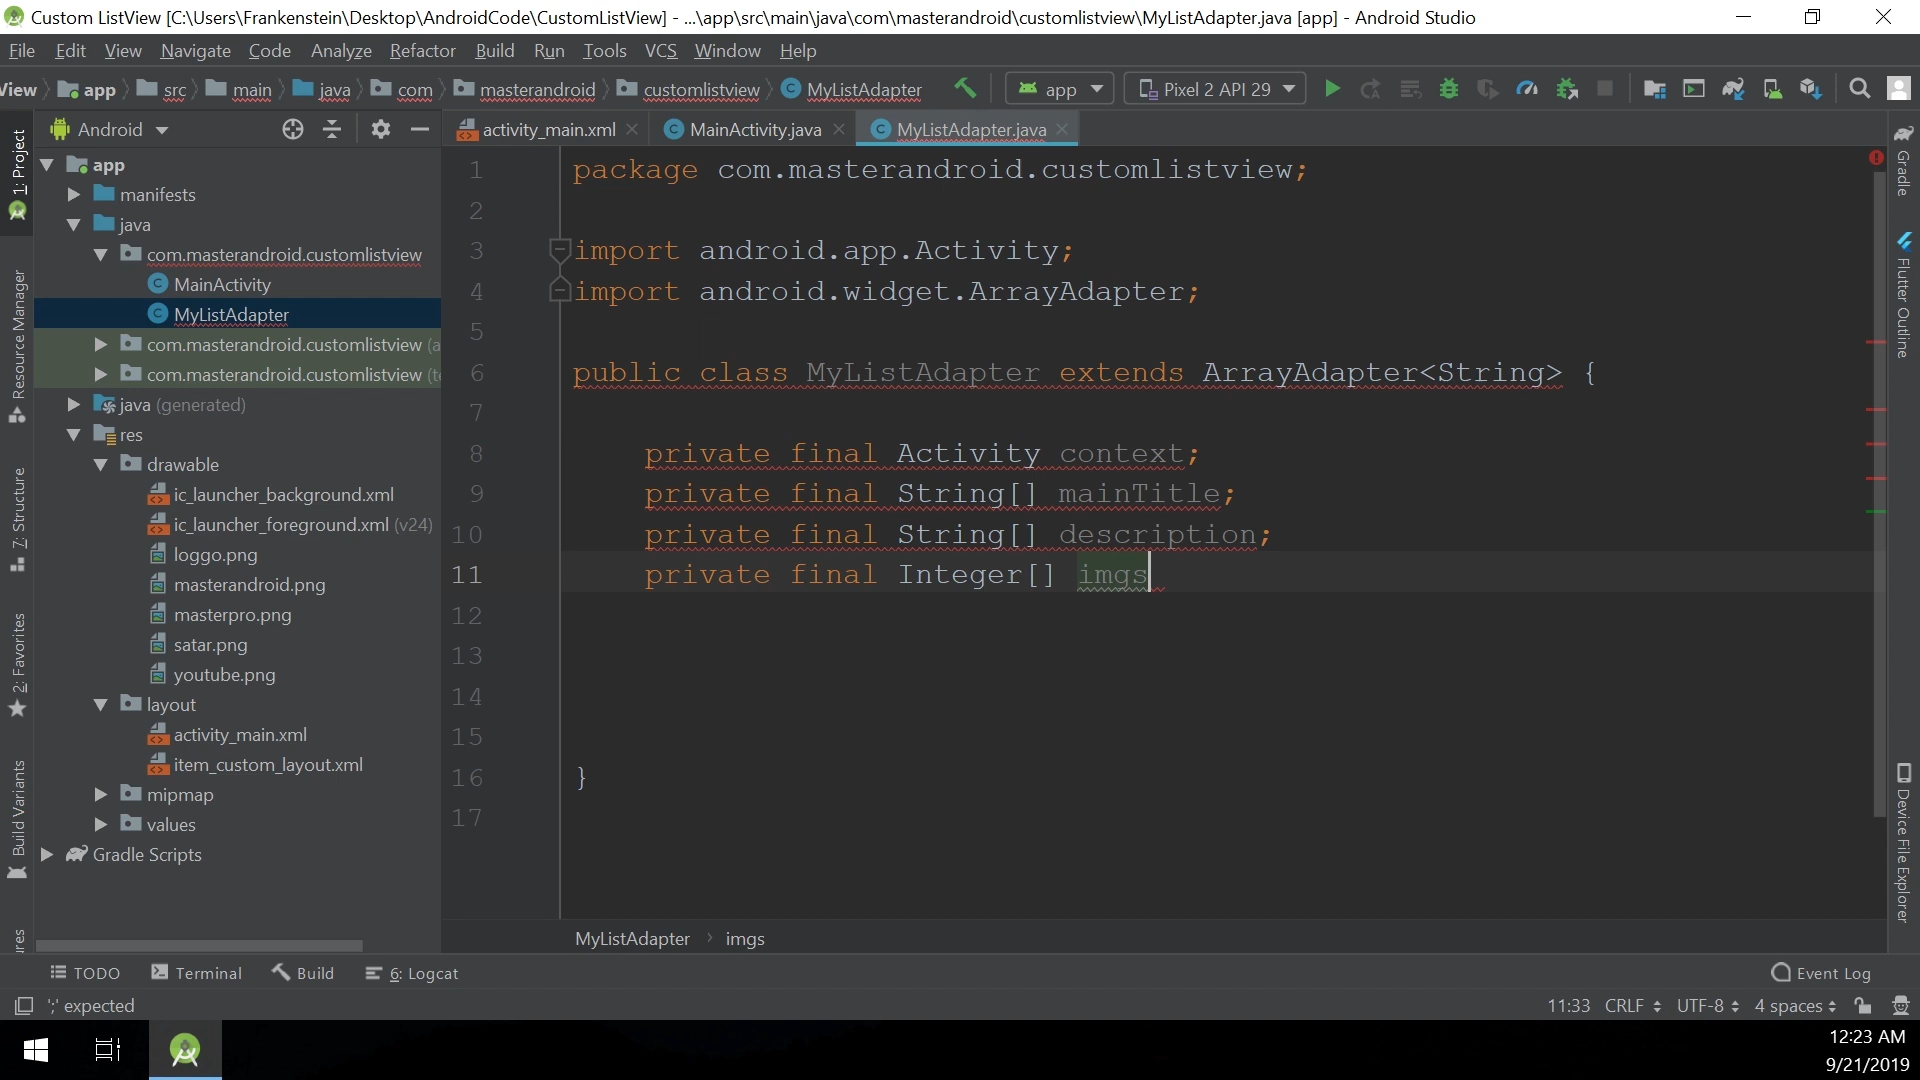 Custom ListView [C:\Users\Frankenstein\Desktop\AndroidCode\CustomListView] - ...\app\src\main\java\com\masterandroid\customlistview\MyListAdapter.java [app] - Android Studio
File Edit View Navigate Code Analyze Refactor Build Run Tools VCS Window Help
View app src main java com masterandroid customlistview MyListAdapter app Pixel 2 API 29
Android activity_main.xml MainActivity.java MyListAdapter.java
1: Project
Resource Manager
7: Structure
2: Favorites
Build Variants
app
manifests
java
com.masterandroid.customlistview
MainActivity
MyListAdapter
com.masterandroid.customlistview (a
com.masterandroid.customlistview (t
java (generated)
res
drawable
ic_launcher_background.xml
ic_launcher_foreground.xml (v24)
loggo.png
masterandroid.png
masterpro.png
satar.png
youtube.png
layout
activity_main.xml
item_custom_layout.xml
mipmap
values
Gradle Scripts
1 package com.masterandroid.customlistview;
2
3 import android.app.Activity;
4 import android.widget.ArrayAdapter;
5
6 public class MyListAdapter extends ArrayAdapter<String> {
7
8 private final Activity context;
9 private final String[] mainTitle;
10 private final String[] description;
11 private final Integer[] imgs
12
13
14
15
16 }
17
MyListAdapter imgs
Gradle
Flutter Outline
Device File Explorer
TODO Terminal Build 6: Logcat Event Log
';' expected 11:33 CRLF UTF-8 4 spaces
12:23 AM
9/21/2019